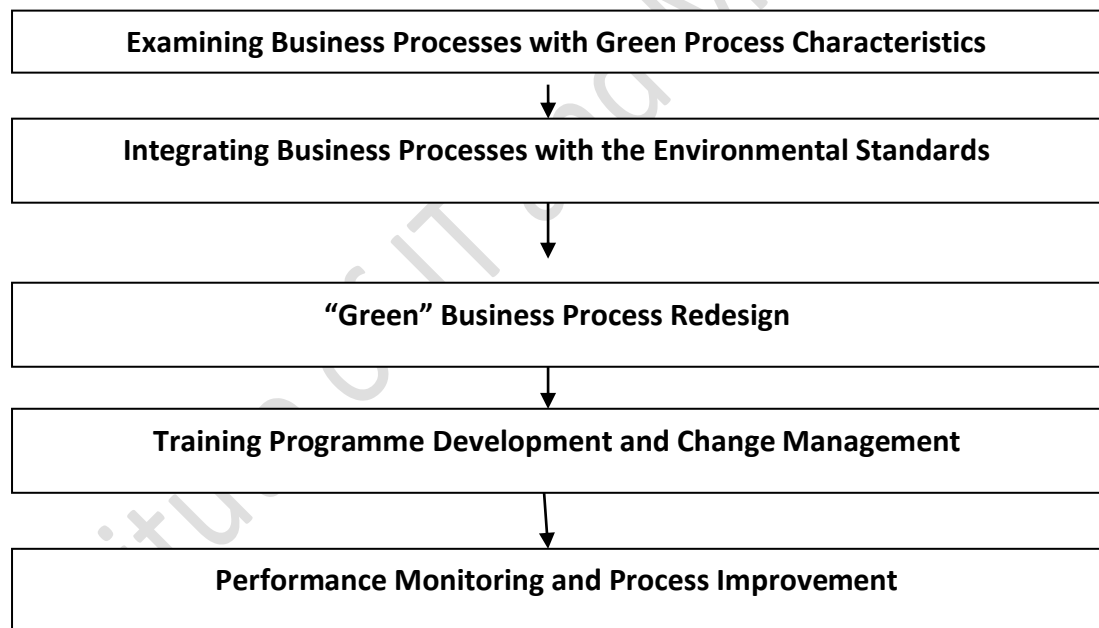 Examining Business Processes with Green Process Characteristics
Integrating Business Processes with the Environmental Standards
“Green” Business Process Redesign
Training Programme Development and Change Management
Performance Monitoring and Process Improvement